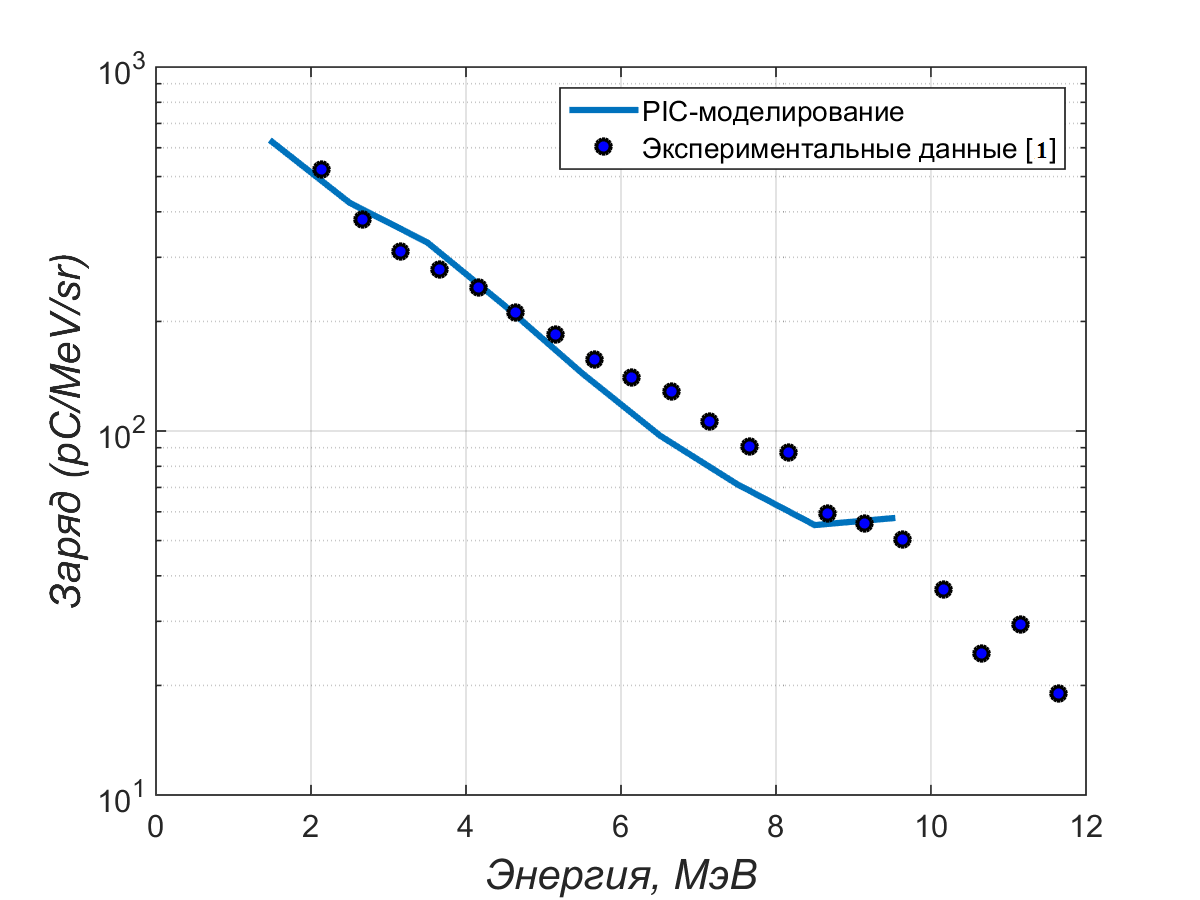 PIC-моделирование
Экспериментальные данные [1]
Заряд (pC/MeV/sr)
10³
10²
10¹
0 2 4 6 8 10 12
Энергия, МэВ